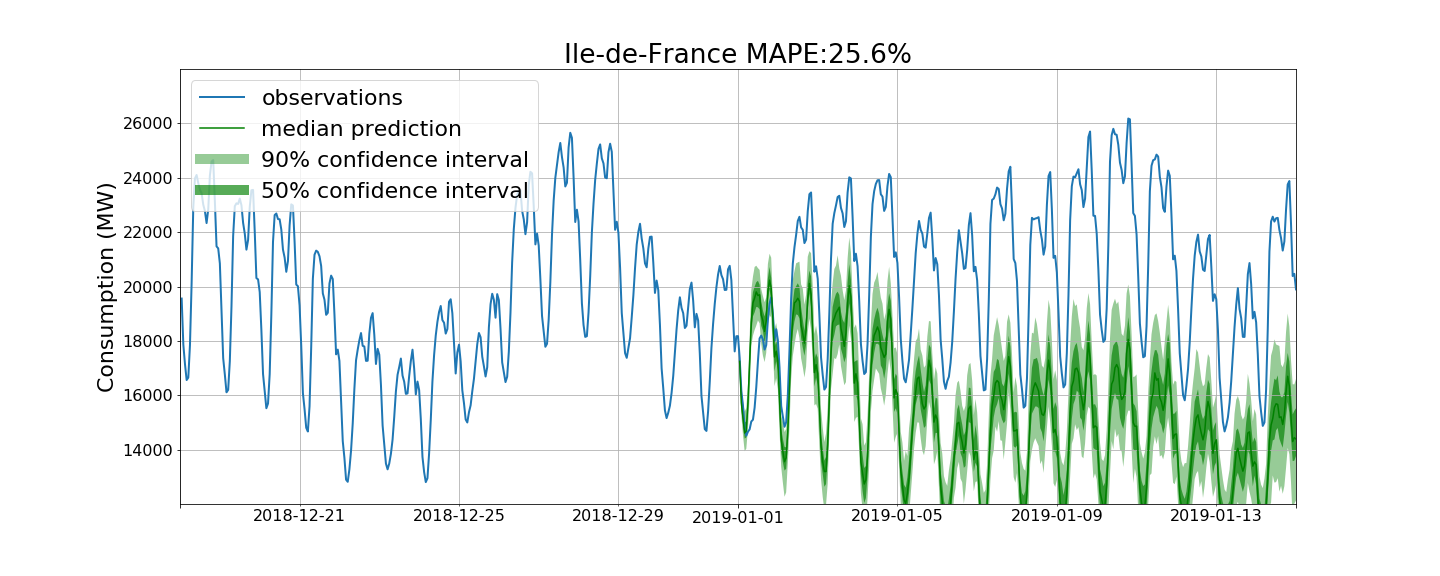 Ile-de-France MAPE:25.6%
observations
median prediction
90% confidence interval
50% confidence interval
Consumption (MW)
26000
24000
22000
20000
18000
16000
14000
2018-12-21
2018-12-25
2018-12-29
2019-01-01
2019-01-05
2019-01-09
2019-01-13